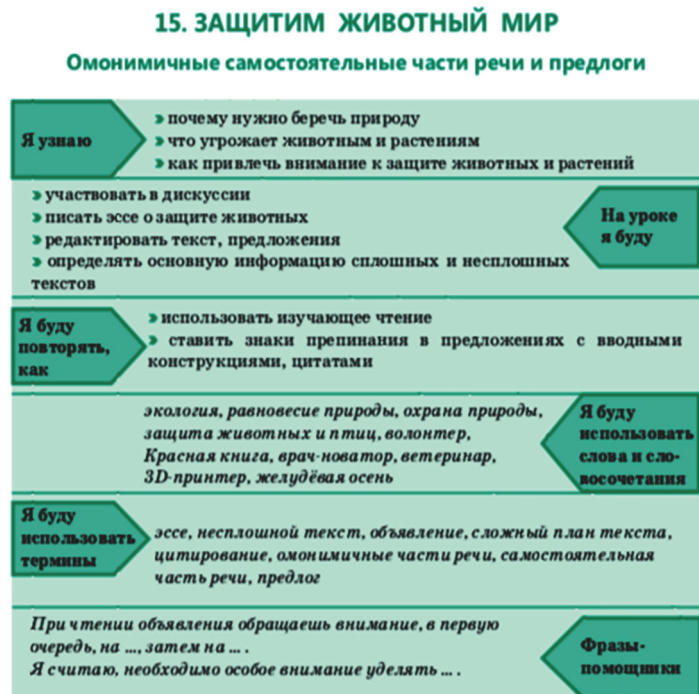 15. ЗАЩИТИМ ЖИВОТНЫЙ МИР
Омонимичные самостоятельные части речи и предлоги
Я узнаю
» почему нужно беречь природу
» что угрожает животным и растениям
» как привлечь внимание к защите животных и растений
На уроке
я буду
» участвовать в дискуссии
» писать эссе о защите животных
» редактировать текст, предложения
» определять основную информацию сплошных и несплошных
текстов
Я буду
повторять,
как
» использовать изучающее чтение
» ставить знаки препинания в предложениях с вводными
конструкциями, цитатами
Я буду
использовать
слова и сло-
восочетания
экология, равновесие природы, охрана природы,
защита животных и птиц, волонтер,
Красная книга, врач-новатор, ветеринар,
3D-принтер, желудёвая осень
Я буду
использовать
термины
эссе, несплошной текст, объявление, сложный план текста,
цитирование, омонимичные части речи, самостоятельная
часть речи, предлог
Фразы-
помощники
При чтении объявления обращаешь внимание, в первую
очередь, на ..., затем на ... .
Я считаю, необходимо особое внимание уделять ... .